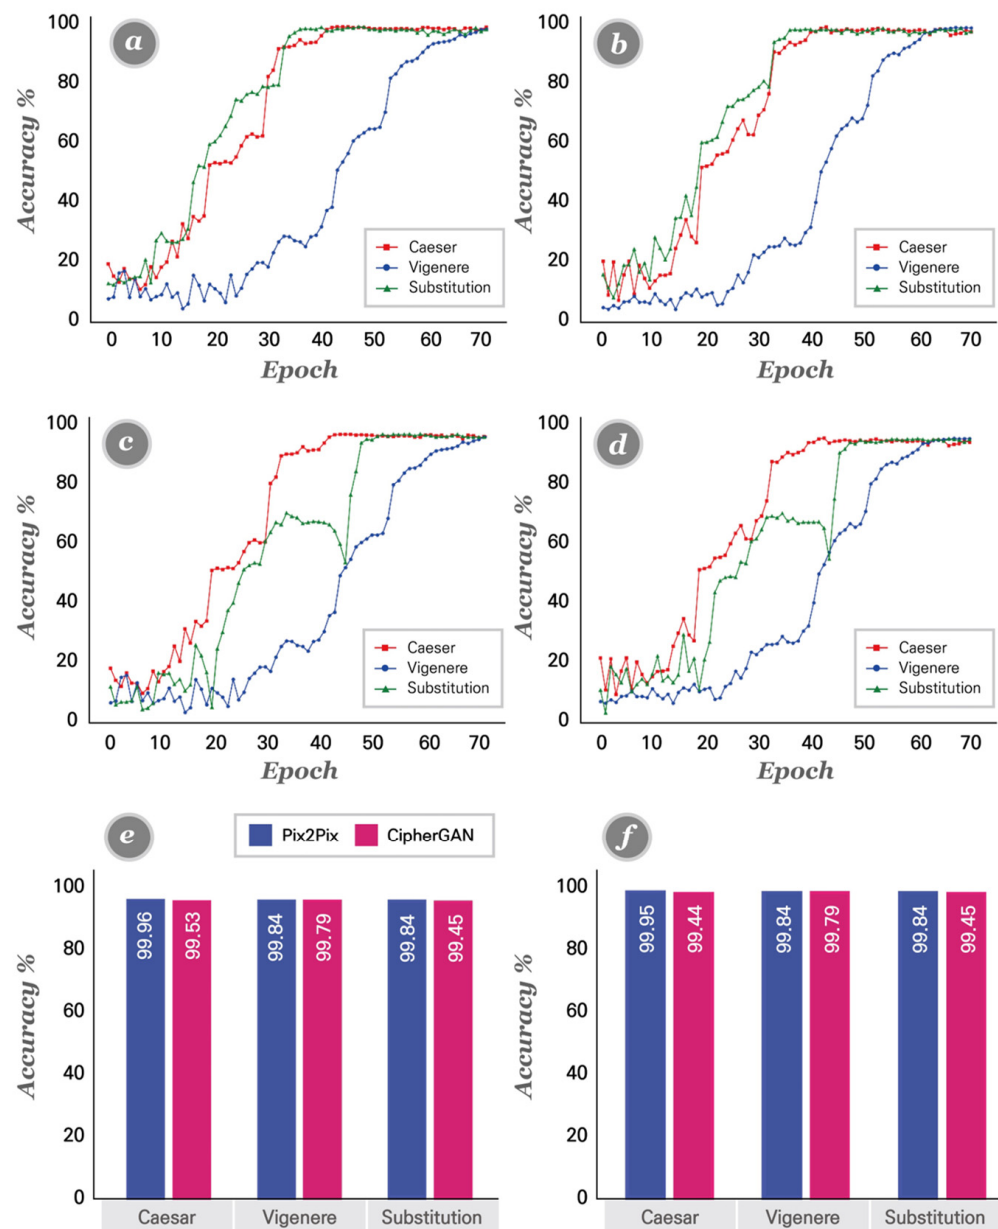 a
Accuracy %
100
80
60
40
20
0
Caeser
Vigenere
Substitution
0 10 20 30 40 50 60 70
Epoch
b
Accuracy %
100
80
60
40
20
0
Caeser
Vigenere
Substitution
0 10 20 30 40 50 60 70
Epoch
c
Accuracy %
100
80
60
40
20
0
Caeser
Vigenere
Substitution
0 10 20 30 40 50 60 70
Epoch
d
Accuracy %
100
80
60
40
20
0
Caeser
Vigenere
Substitution
0 10 20 30 40 50 60 70
Epoch
e
Pix2Pix CipherGAN
Accuracy %
100
80
60
40
20
0
99.96 99.53 99.84 99.79 99.84 99.45
Caesar Vigenere Substitution
f
Accuracy %
100
80
60
40
20
0
99.95 99.44 99.84 99.79 99.84 99.45
Caesar Vigenere Substitution